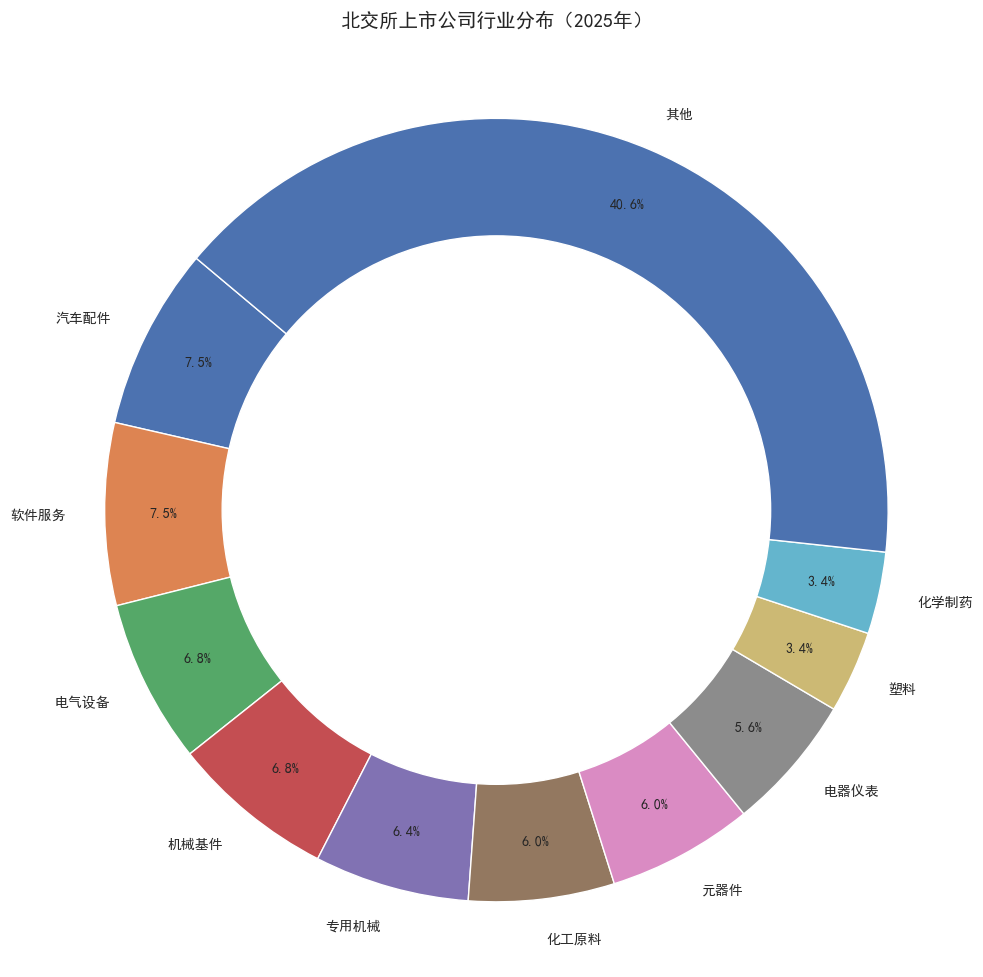 北交所上市公司行业分布（2025年）
其他
40.6%
汽车配件
7.5%
软件服务
7.5%
电气设备
6.8%
机械基件
6.8%
专用机械
6.4%
化工原料
6.0%
元器件
6.0%
电器仪表
5.6%
塑料
3.4%
化学制药
3.4%